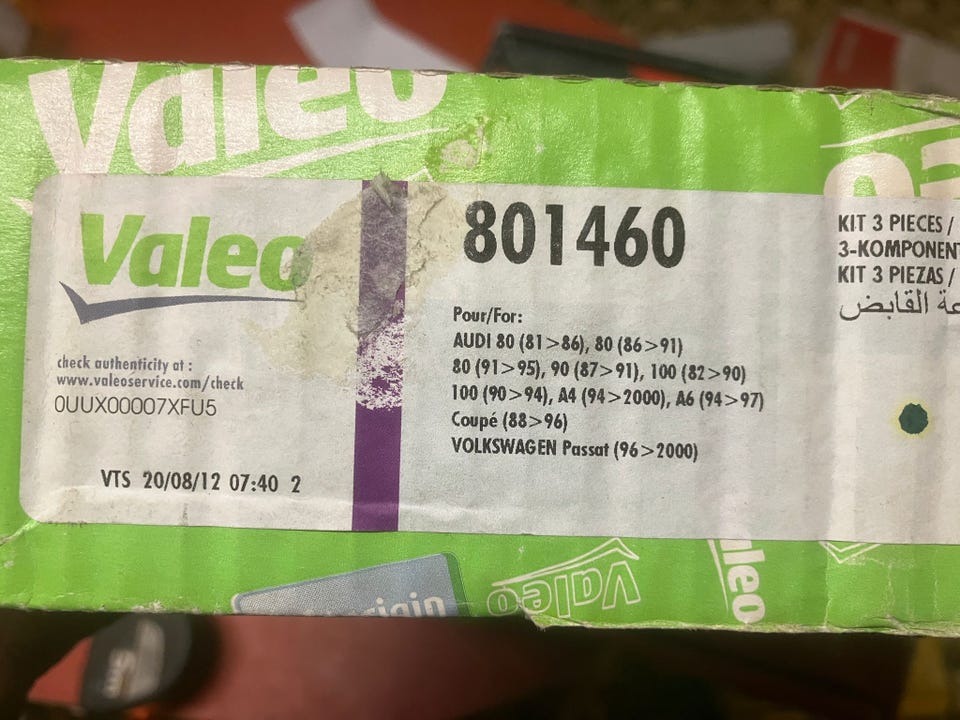 Valeo
Valeo
check authenticity at :
www.valeoservice.com/check
0UUX00007XFU5
VTS 20/08/12 07:40 2
801460
Pour/For:
AUDI 80 (81>86), 80 (86>91)
80 (91>95), 90 (87>91), 100 (82>90)
100 (90>94), A4 (94>2000), A6 (94>97)
Coupé (88>96)
VOLKSWAGEN Passat (96>2000)
KIT 3 PIECES /
3-KOMPONENT
KIT 3 PIEZAS /
القابض
Valeo
aleo